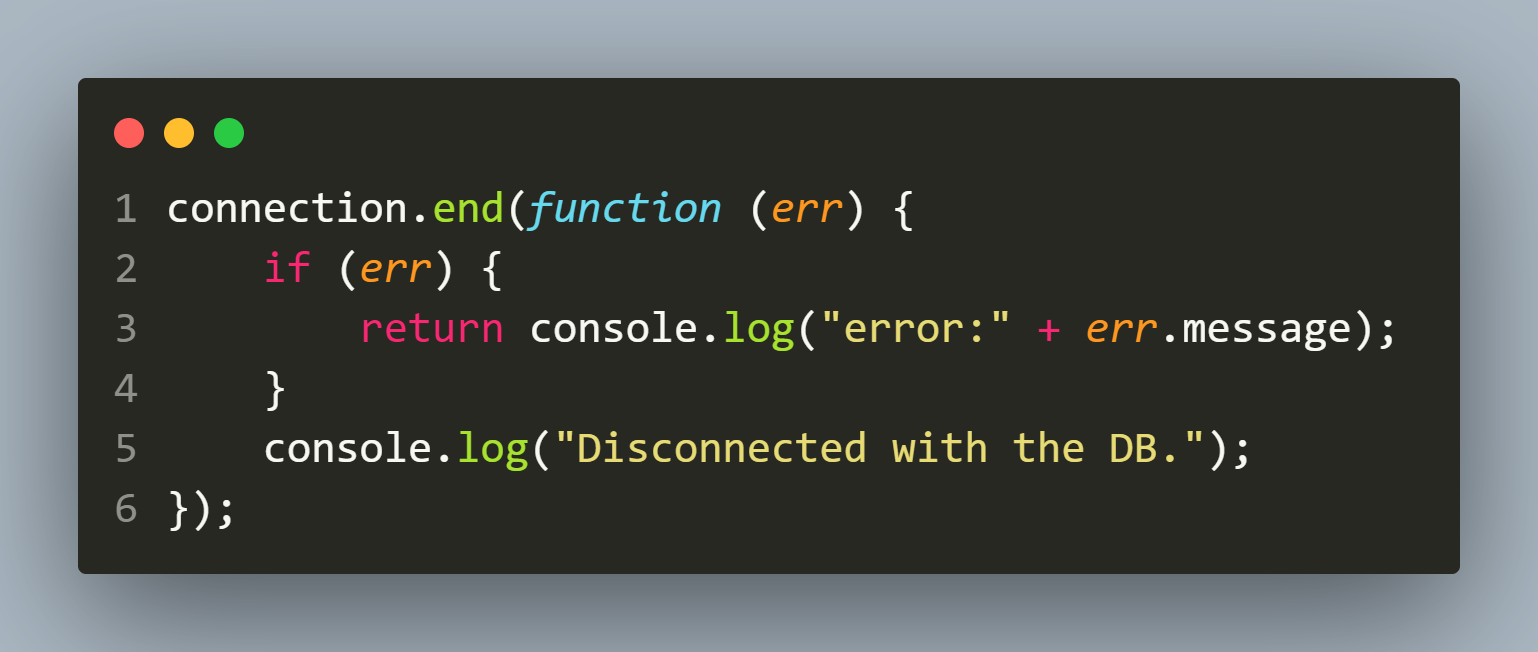 1 connection.end(function (err) {
2     if (err) {
3         return console.log("error:" + err.message);
4     }
5     console.log("Disconnected with the DB.");
6 });